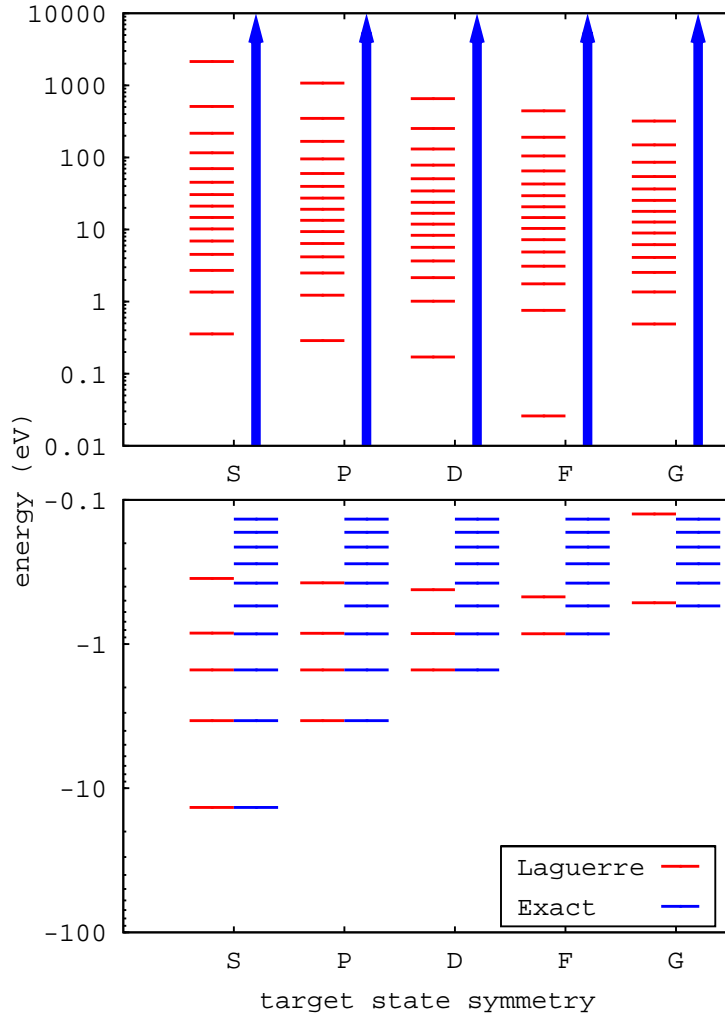 10000
1000
100
10
1
0.1
0.01
S P D F G
energy (eV)
-0.1
-1
-10
-100
Laguerre
Exact
S P D F G
target state symmetry